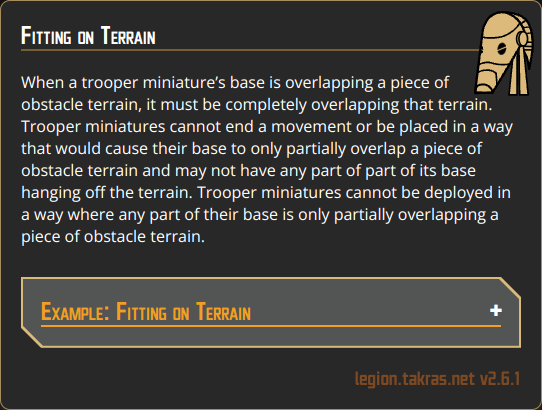 Fitting on Terrain
When a trooper miniature’s base is overlapping a piece of
obstacle terrain, it must be completely overlapping that terrain.
Trooper miniatures cannot end a movement or be placed in a way
that would cause their base to only partially overlap a piece of
obstacle terrain and may not have any part of part of its base
hanging off the terrain. Trooper miniatures cannot be deployed in
a way where any part of their base is only partially overlapping a
piece of obstacle terrain.
Example: Fitting on Terrain +
legion.takras.net v2.6.1